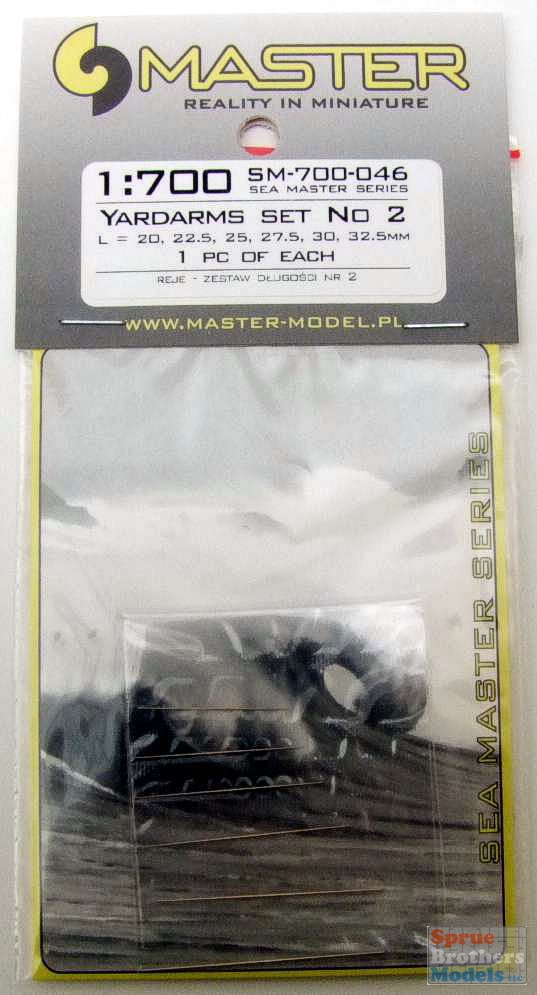 MASTER
REALITY IN MINIATURE
1:700 SM-700-046
SEA MASTER SERIES
YARDARMS SET NO 2
L = 20, 22.5, 25, 27.5, 30, 32.5MM
1 PC OF EACH
REJE - ZESTAW DŁUGOŚCI NR 2
WWW.MASTER-MODEL.PL
SEA MASTER SERIES
Sprue
Brothers
Models LLC